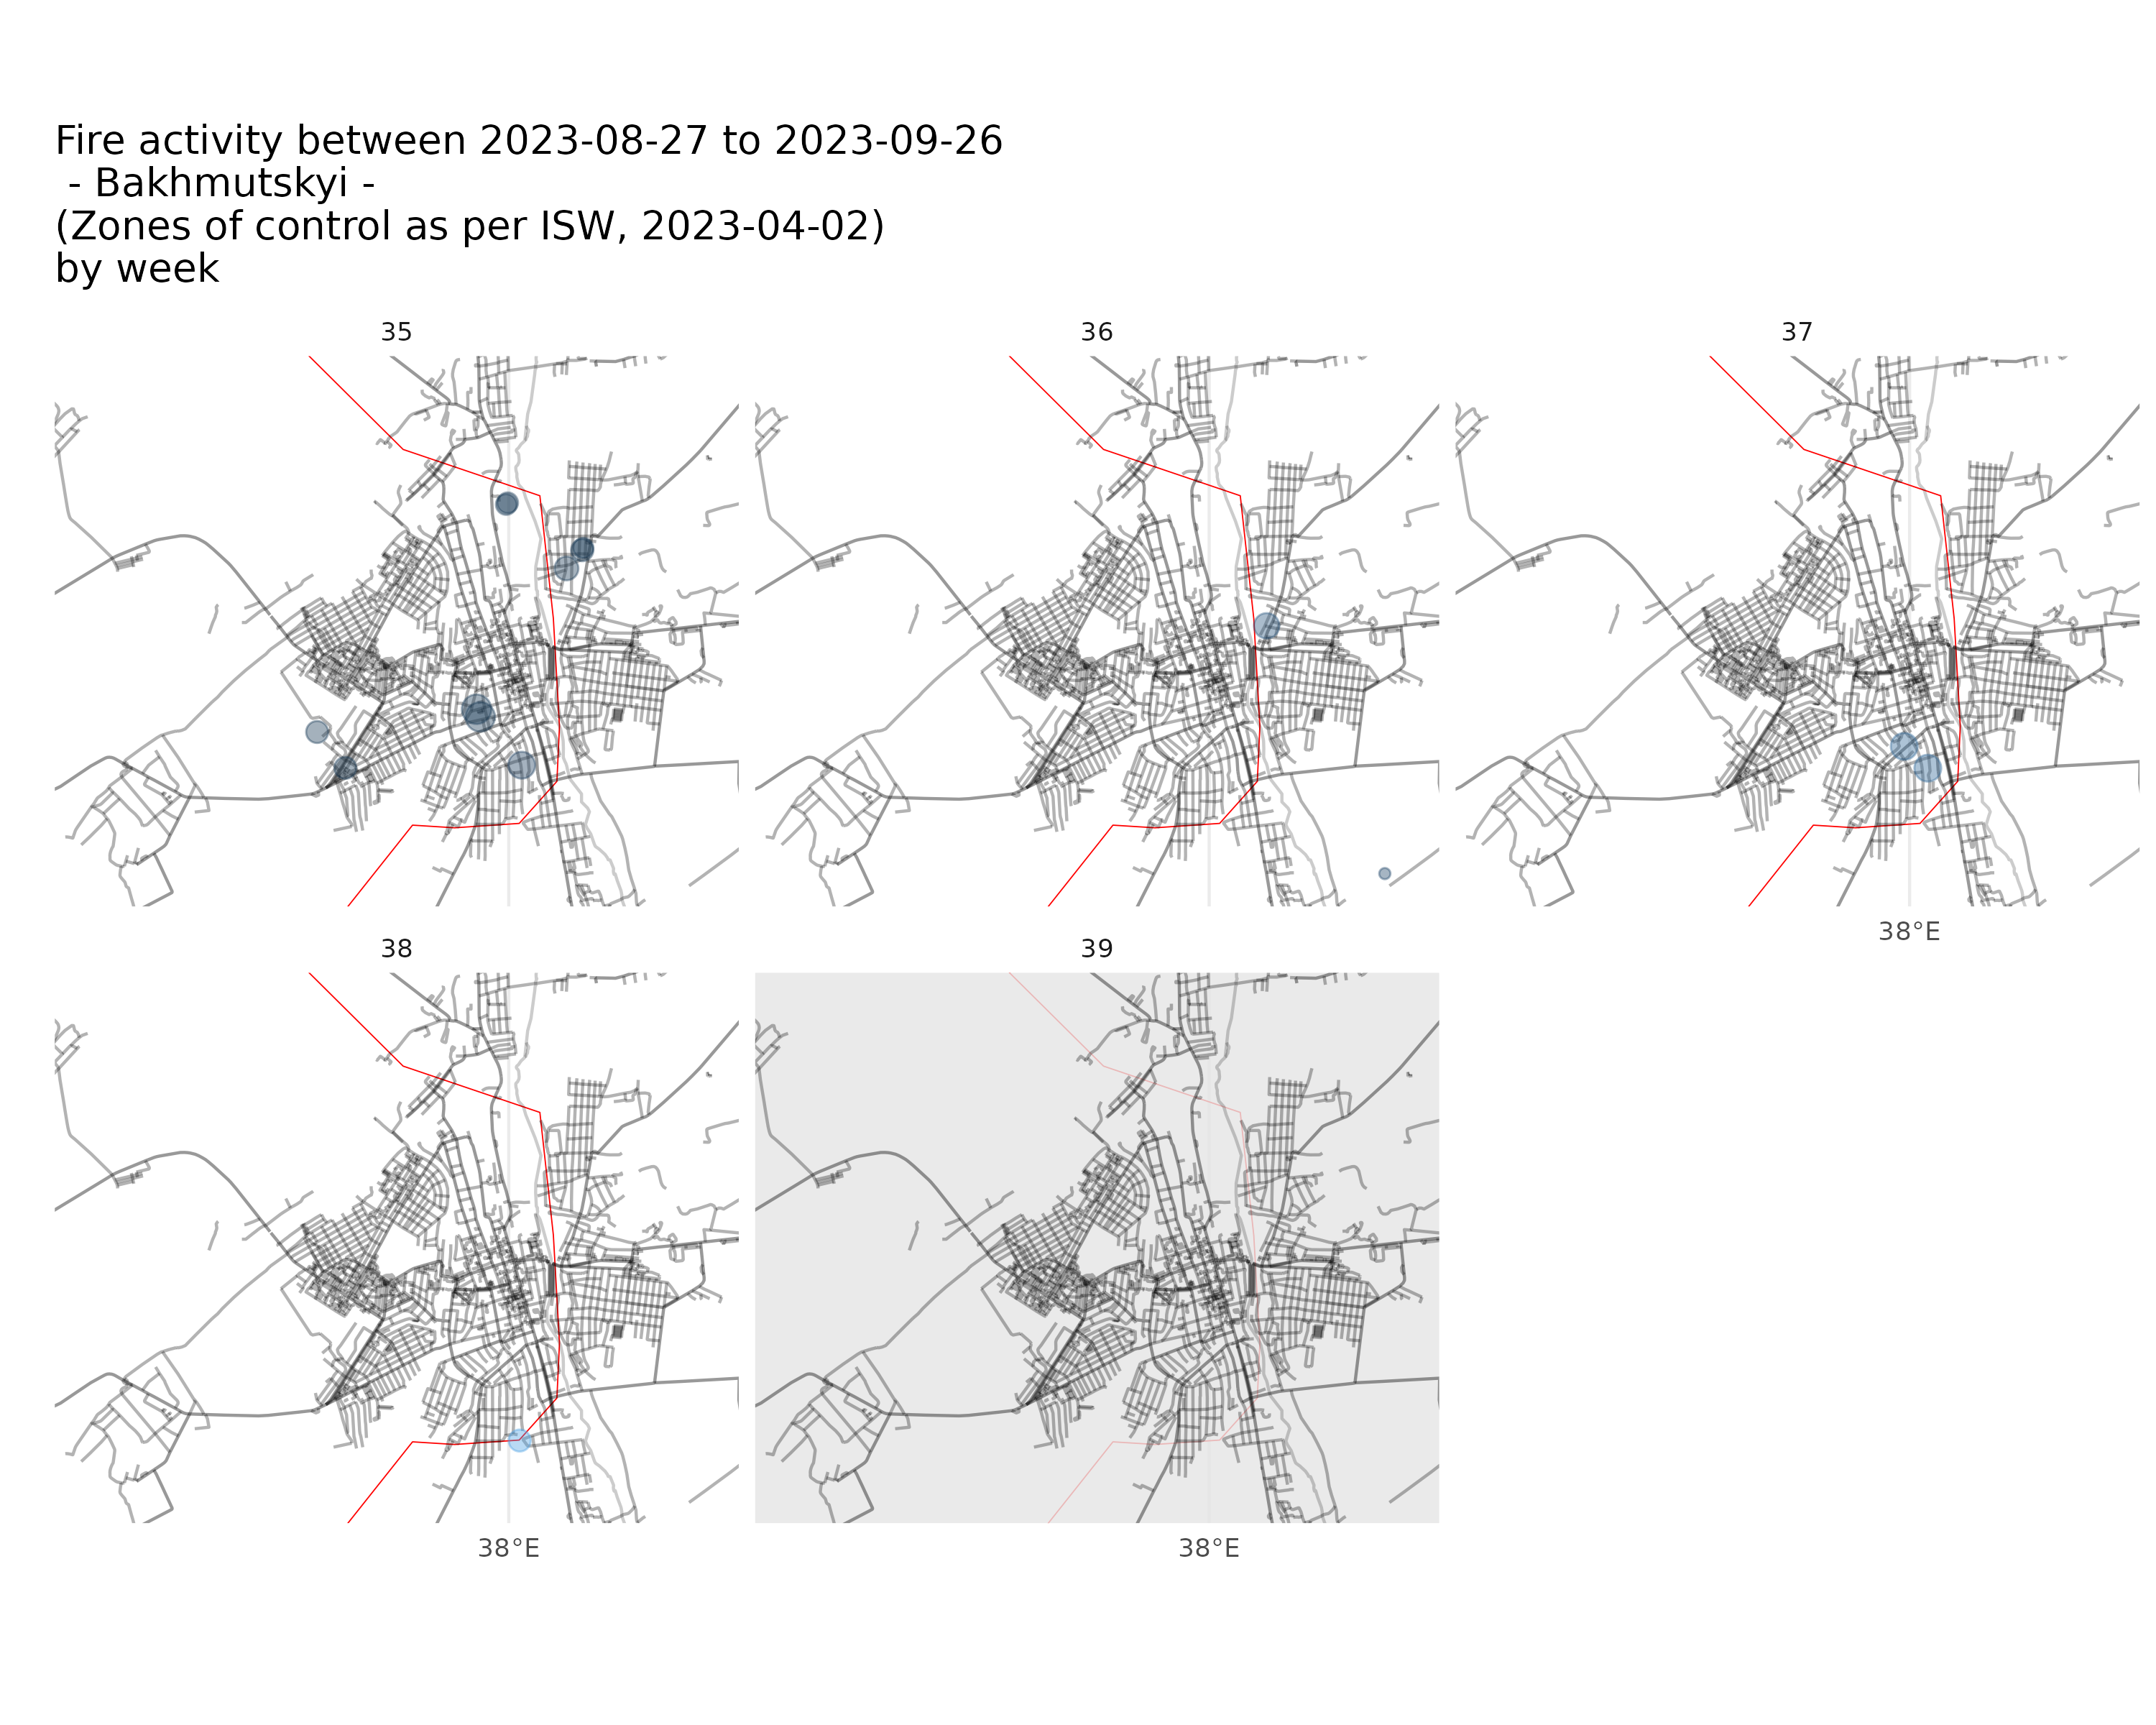 Fire activity between 2023-08-27 to 2023-09-26
- Bakhmutskyi -
(Zones of control as per ISW, 2023-04-02)
by week
35
36
37
38°E
38
39
38°E
38°E